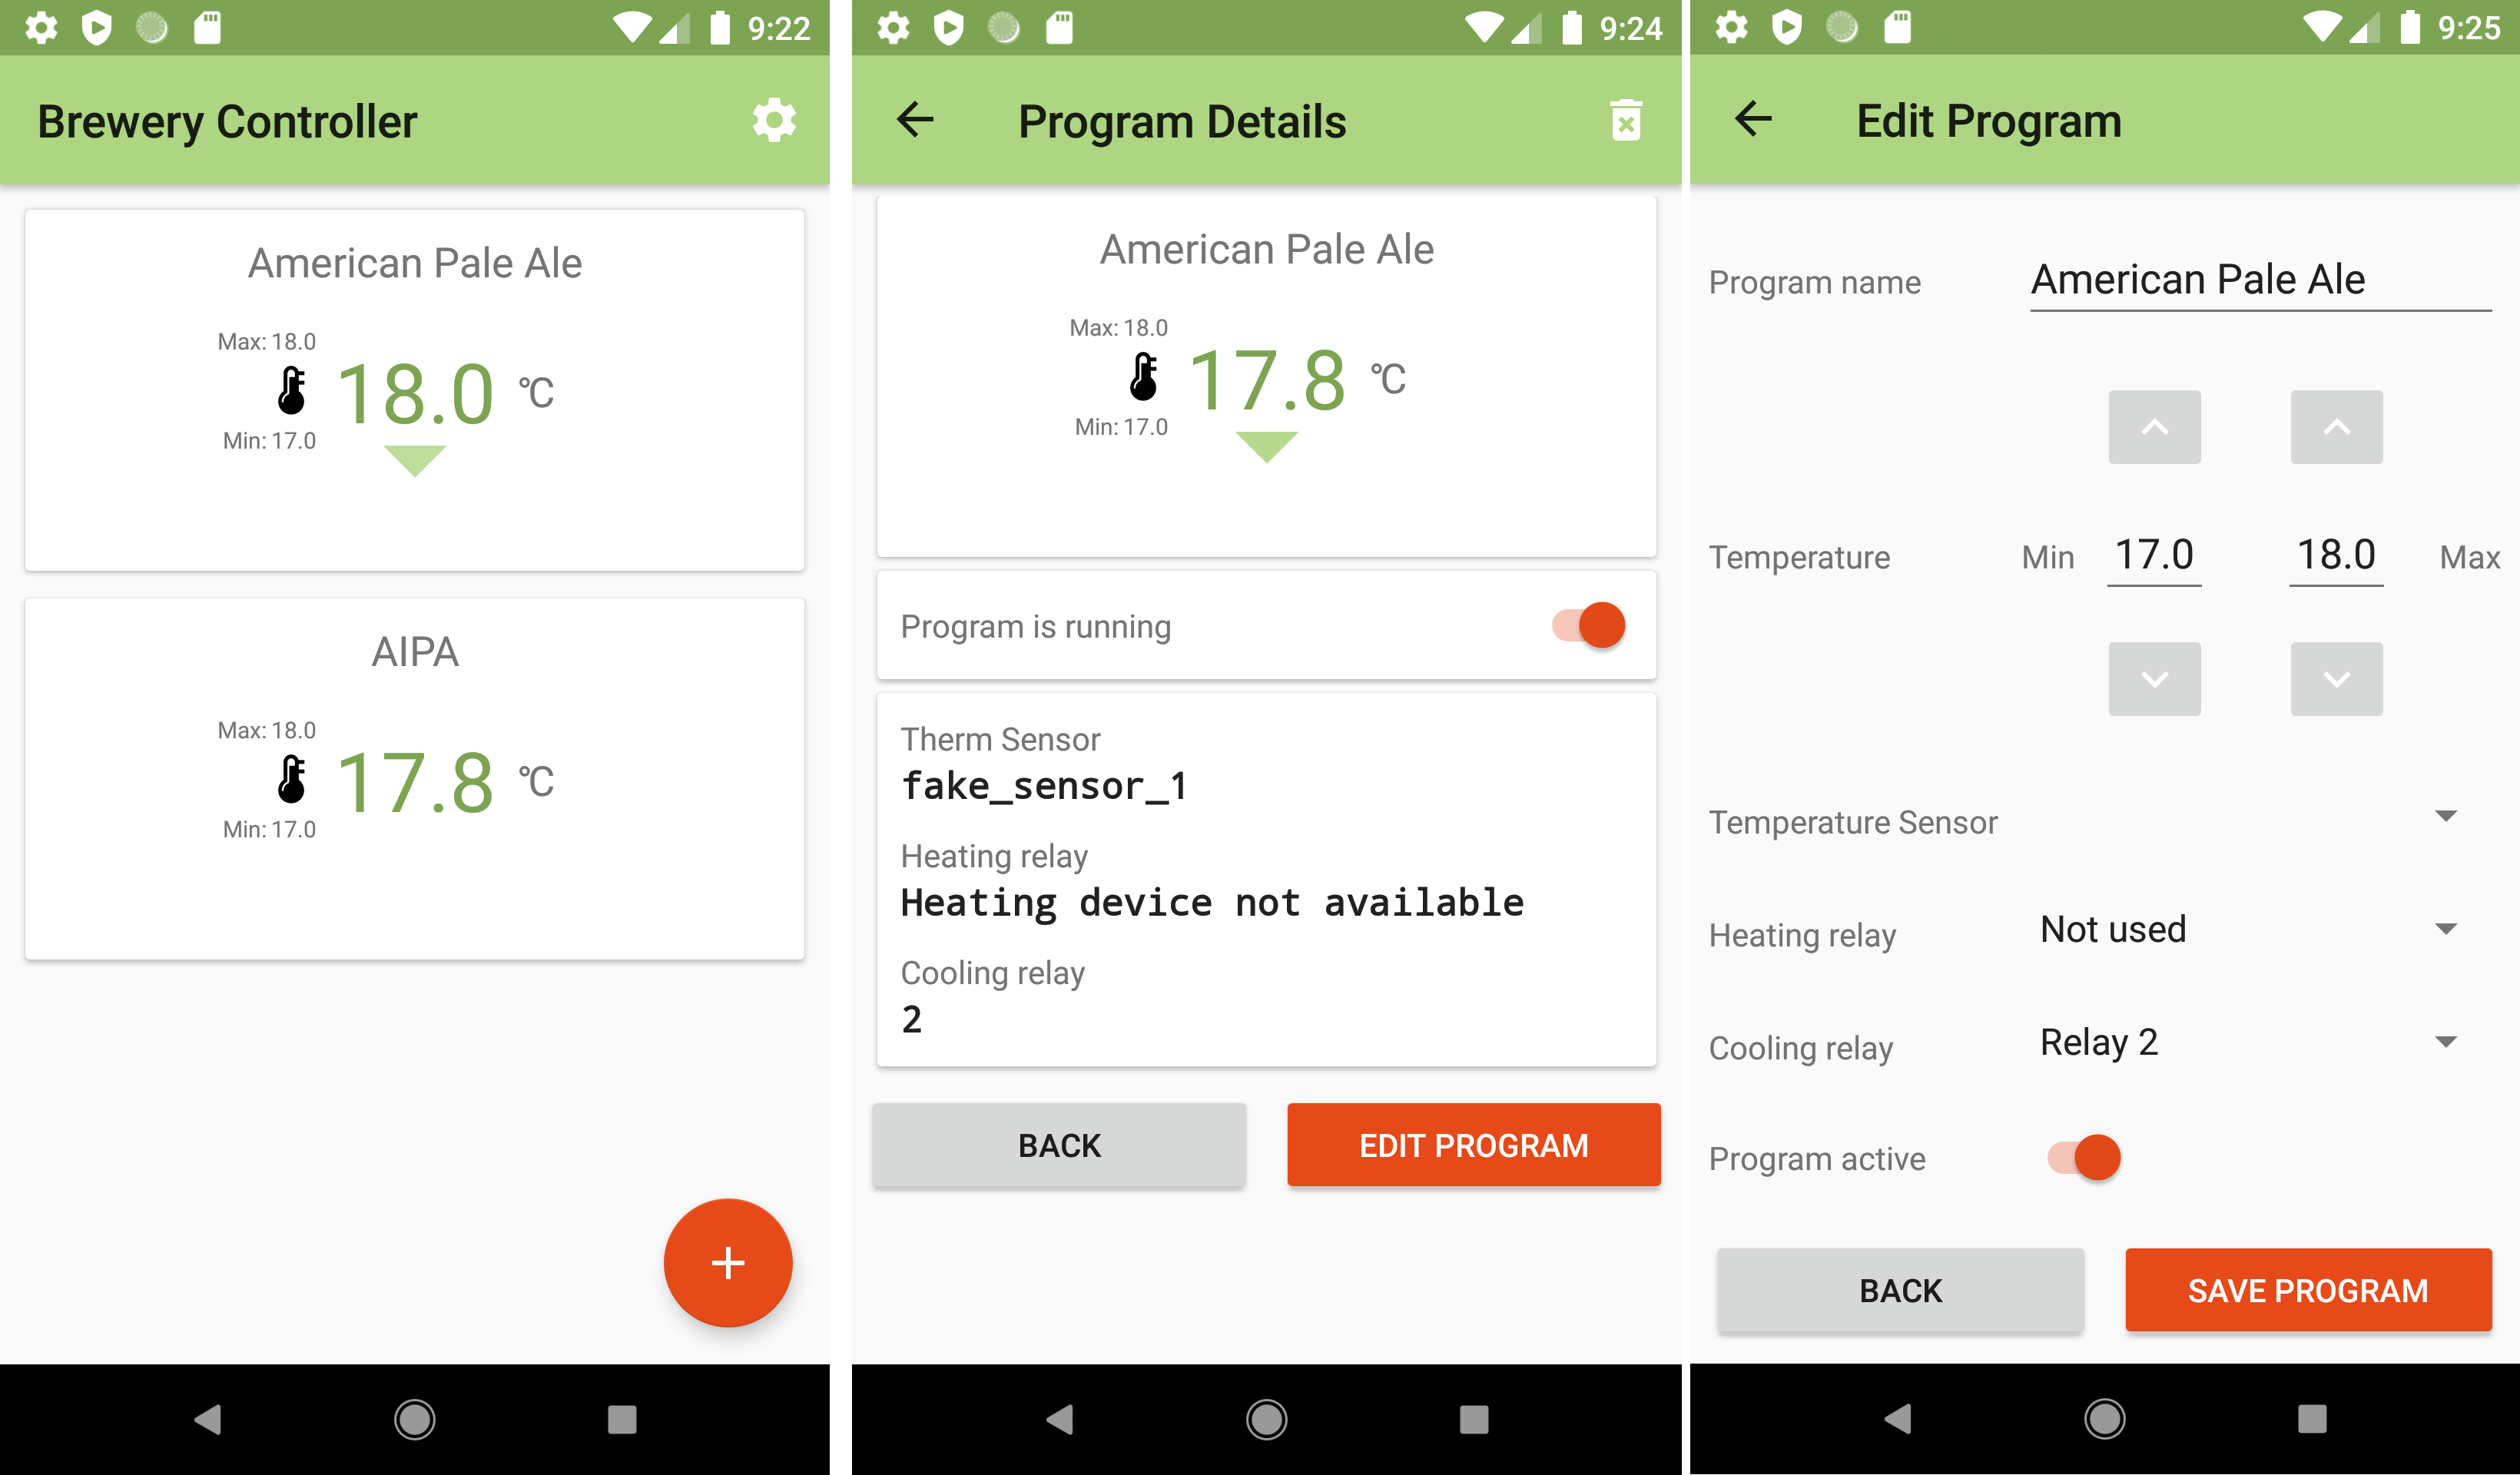 9:22
Brewery Controller
American Pale Ale
Max: 18.0
18.0 °C
Min: 17.0
AIPA
Max: 18.0
17.8 °C
Min: 17.0
9:24
Program Details
American Pale Ale
Max: 18.0
17.8 °C
Min: 17.0
Program is running
Therm Sensor
fake_sensor_1
Heating relay
Heating device not available
Cooling relay
2
BACK EDIT PROGRAM
9:25
Edit Program
Program name American Pale Ale
Temperature Min 17.0 18.0 Max
Temperature Sensor
Heating relay Not used
Cooling relay Relay 2
Program active
BACK SAVE PROGRAM